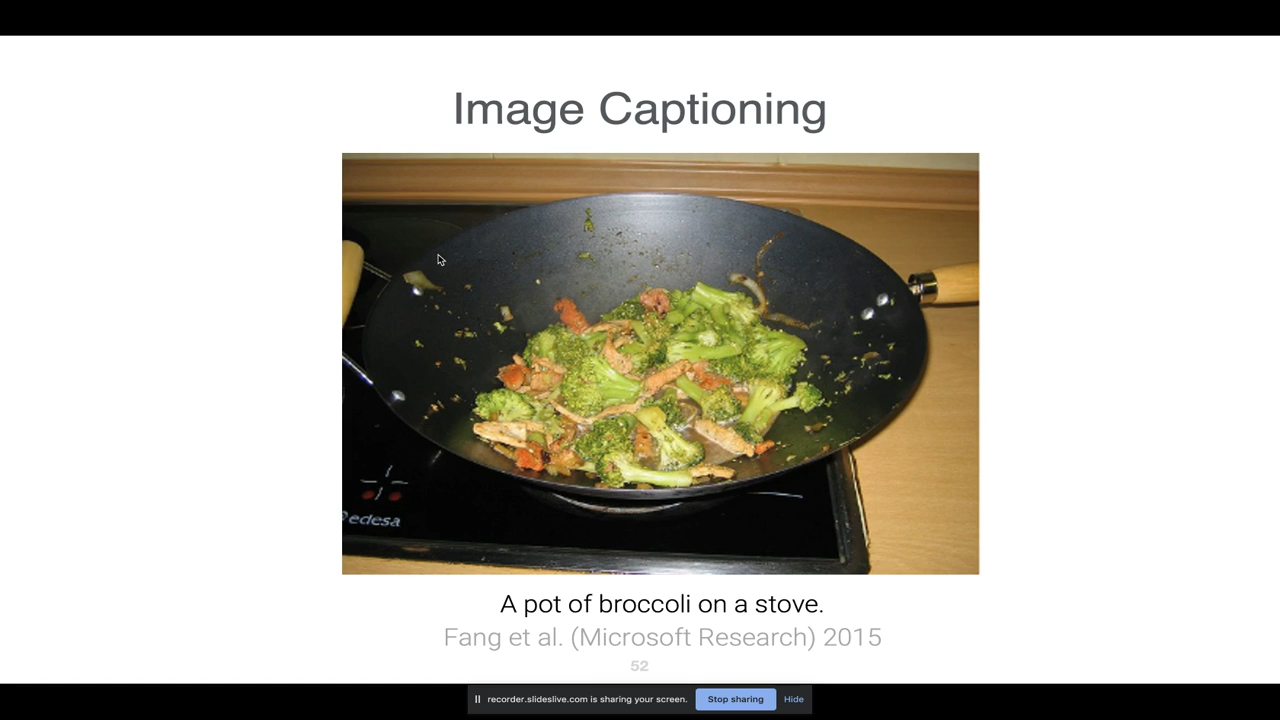 Image Captioning
edesa
A pot of broccoli on a stove.
Fang et al. (Microsoft Research) 2015
52
recorder.slideslive.com is sharing your screen. Stop sharing Hide